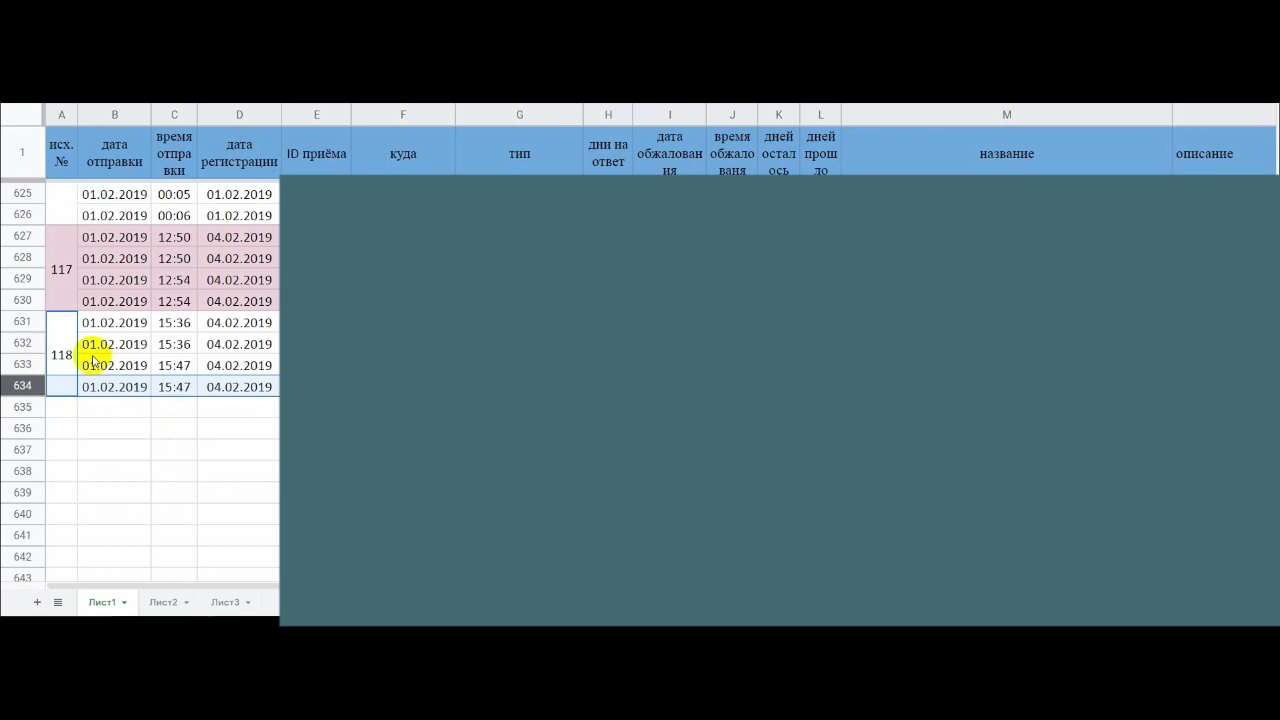 A B C D E F G H I J K L M
1 исх. № дата отправки время отпра вки дата регистрации ID приёма куда тип дни на ответ дата обжалован ия время обжало ваня дней остал ось дней прош ло название описание
625 01.02.2019 00:05 01.02.2019
626 01.02.2019 00:06 01.02.2019
627 01.02.2019 12:50 04.02.2019
117
628 01.02.2019 12:50 04.02.2019
629 01.02.2019 12:54 04.02.2019
630 01.02.2019 12:54 04.02.2019
631 01.02.2019 15:36 04.02.2019
632 01.02.2019 15:36 04.02.2019
118
633 01.02.2019 15:47 04.02.2019
634 01.02.2019 15:47 04.02.2019
635
636
637
638
639
640
641
642
643
+ Лист1 Лист2 Лист3